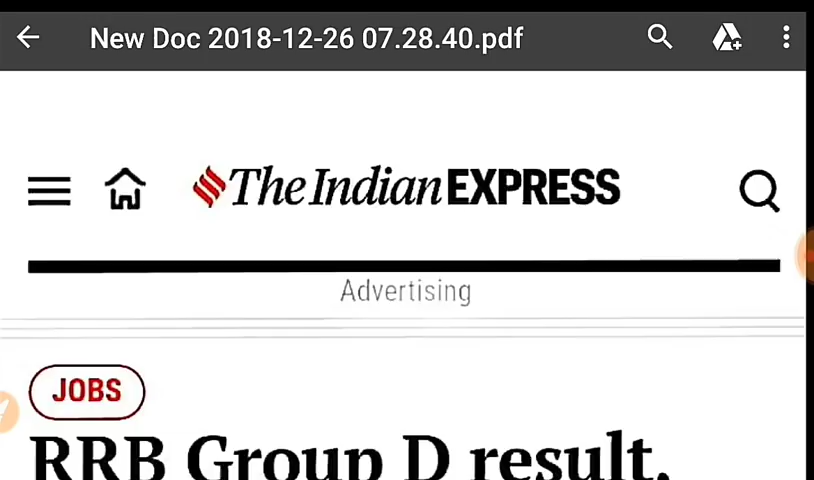 New Doc 2018-12-26 07.28.40.pdf
The Indian EXPRESS
Advertising
JOBS
RRB Group D result,